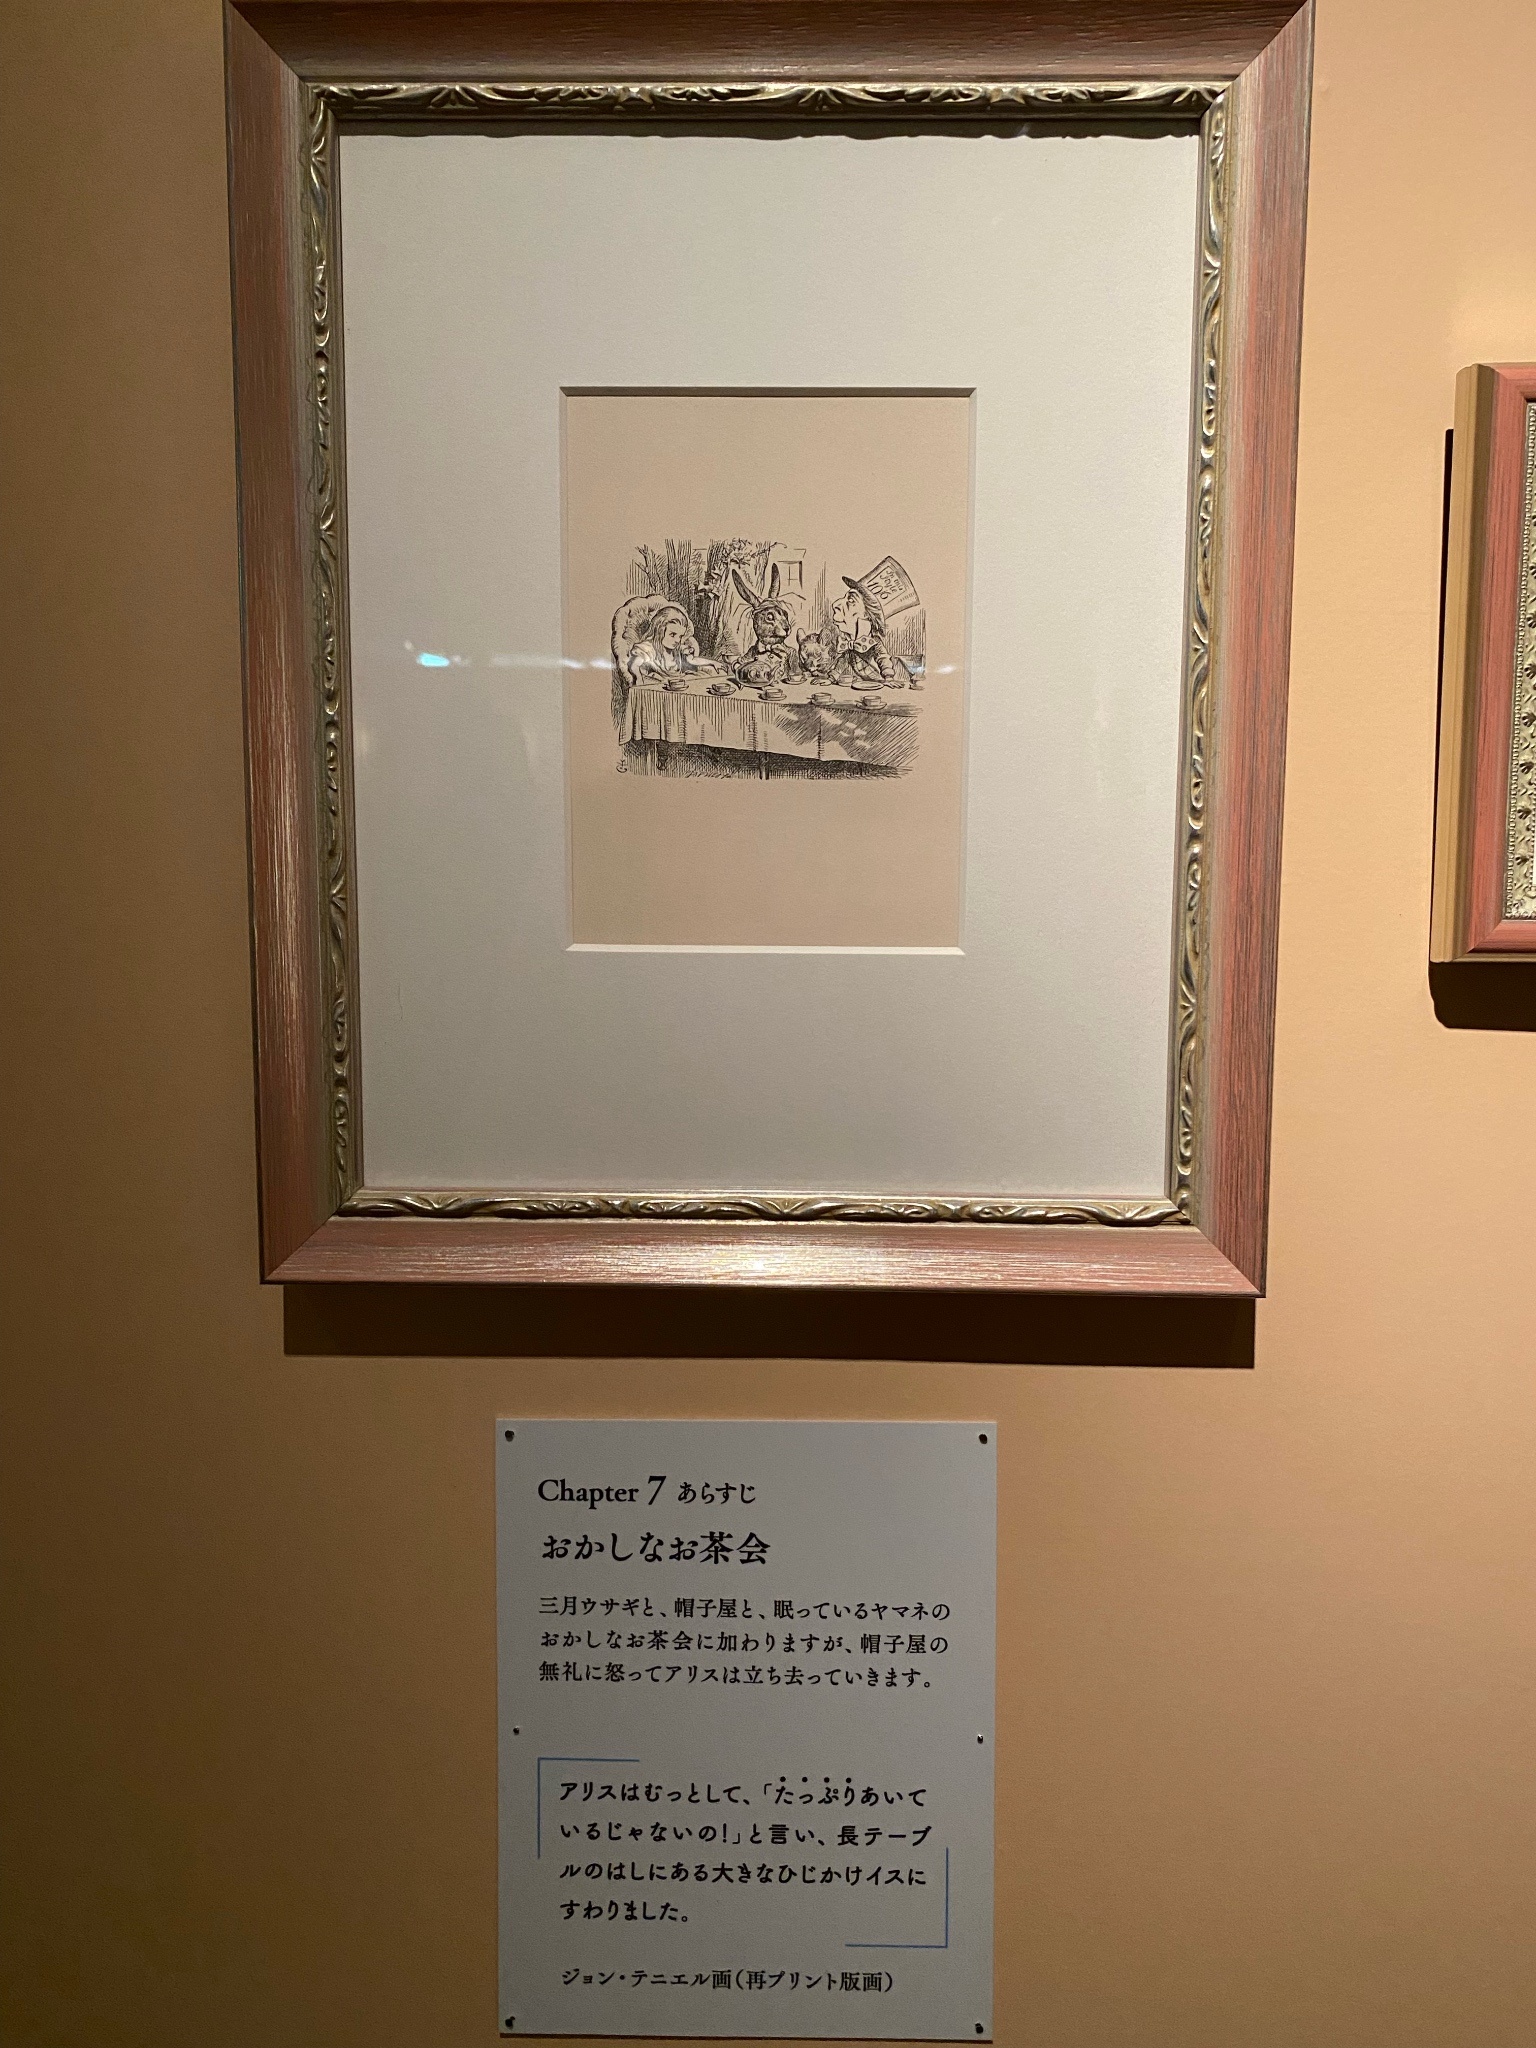 In this
Style
10/6
Chapter 7 あらすじ
おかしなお茶会
三月ウサギと、帽子屋と、眠っているヤマネの
おかしなお茶会に加わりますが、帽子屋の
無礼に怒ってアリスは立ち去っていきます。
アリスはむっとして、「たっぷりあいて
いるじゃないの！」と言い、長テーブ
ルのはしにある大きなひじかけイスに
すわりました。
ジョン・テニエル画（再プリント版画）